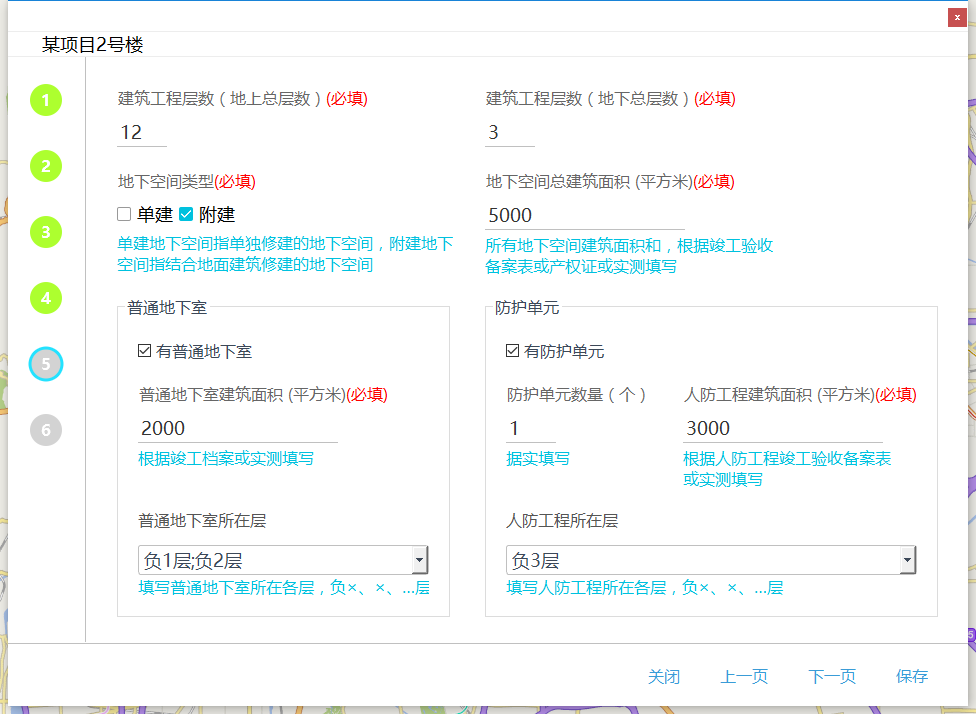 x
某项目2号楼
1
2
3
4
5
6
建筑工程层数（地上总层数）(必填)
12
建筑工程层数（地下总层数）(必填)
3
地下空间类型(必填)
单建 附建
单建地下空间指单独修建的地下空间，附建地下
空间指结合地面建筑修建的地下空间
地下空间总建筑面积 (平方米)(必填)
5000
所有地下空间建筑面积和，根据竣工验收
备案表或产权证或实测填写
普通地下室
有普通地下室
普通地下室建筑面积 (平方米)(必填)
2000
根据竣工档案或实测填写
普通地下室所在层
负1层;负2层
填写普通地下室所在各层，负×、×、...层
防护单元
有防护单元
防护单元数量（个）
1
据实填写
人防工程建筑面积 (平方米)(必填)
3000
根据人防工程竣工验收备案表
或实测填写
人防工程所在层
负3层
填写人防工程所在各层，负×、×、...层
关闭 上一页 下一页 保存